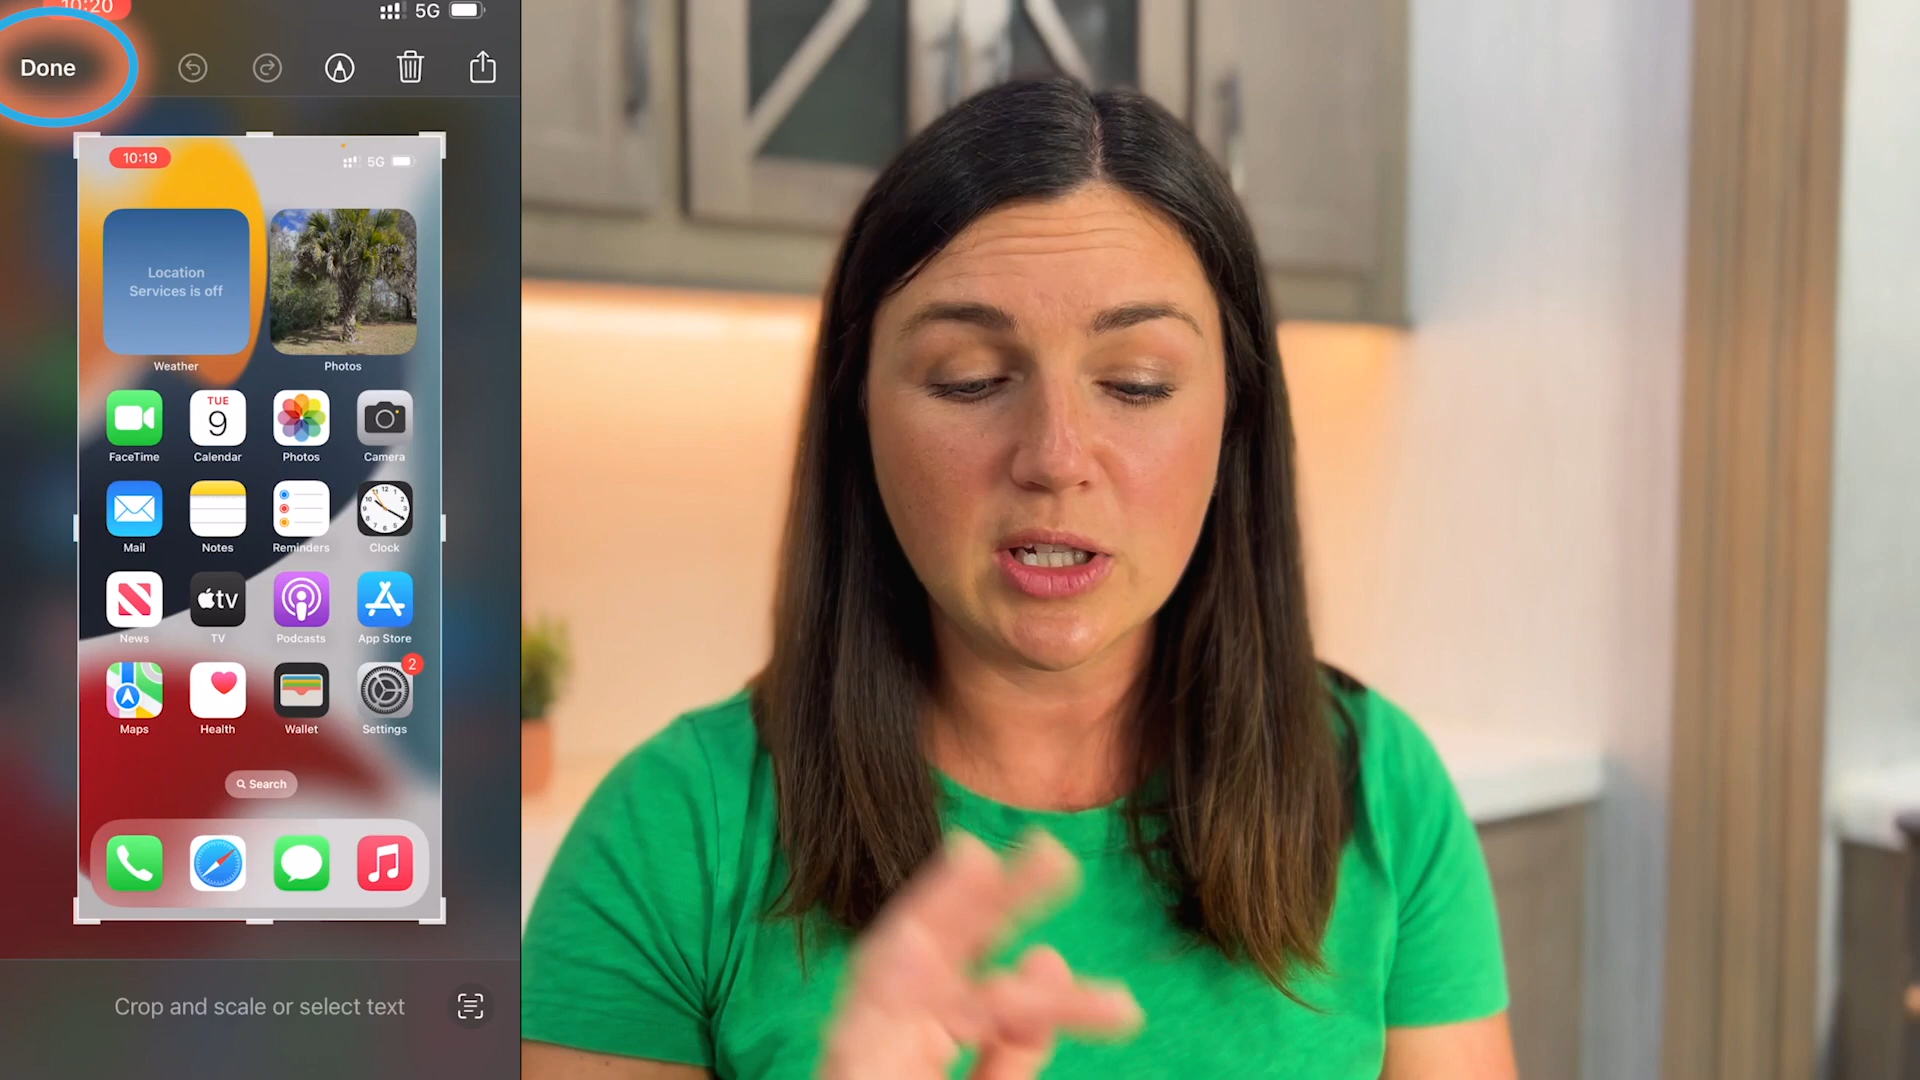 10:20
5G
Done
10:19
5G
Location
Services is off
Weather
Photos
TUE
9
FaceTime
Calendar
Photos
Camera
Mail
Notes
Reminders
Clock
tv
News
TV
Podcasts
App Store
2
Maps
Health
Wallet
Settings
Search
Crop and scale or select text